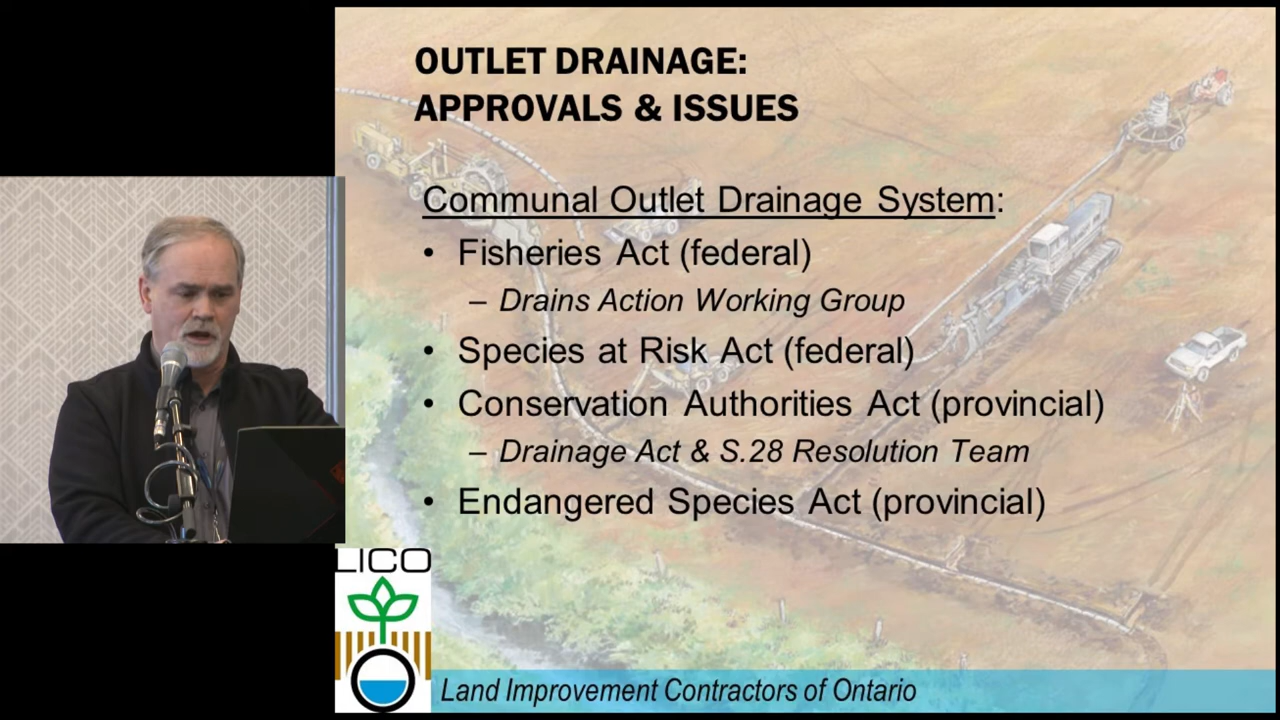 OUTLET DRAINAGE:
APPROVALS & ISSUES
Communal Outlet Drainage System:
• Fisheries Act (federal)
– Drains Action Working Group
• Species at Risk Act (federal)
• Conservation Authorities Act (provincial)
– Drainage Act & S.28 Resolution Team
• Endangered Species Act (provincial)
LICO
Land Improvement Contractors of Ontario